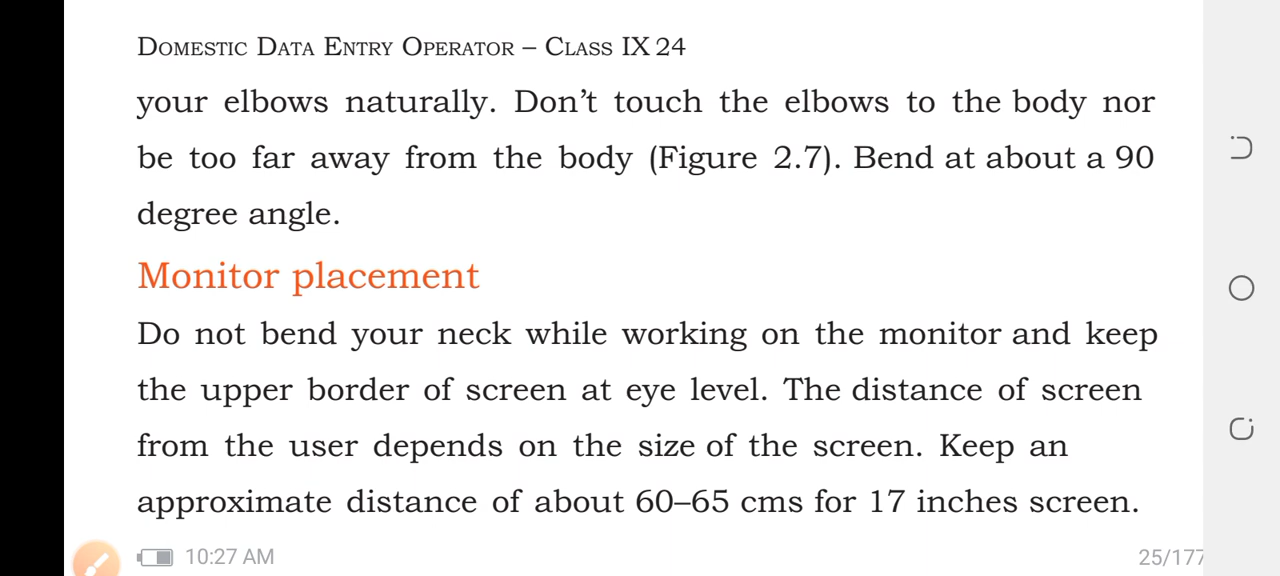 DOMESTIC DATA ENTRY OPERATOR – CLASS IX 24
your elbows naturally. Don’t touch the elbows to the body nor
be too far away from the body (Figure 2.7). Bend at about a 90
degree angle.
Monitor placement
Do not bend your neck while working on the monitor and keep
the upper border of screen at eye level. The distance of screen
from the user depends on the size of the screen. Keep an
approximate distance of about 60–65 cms for 17 inches screen.
10:27 AM 25/177